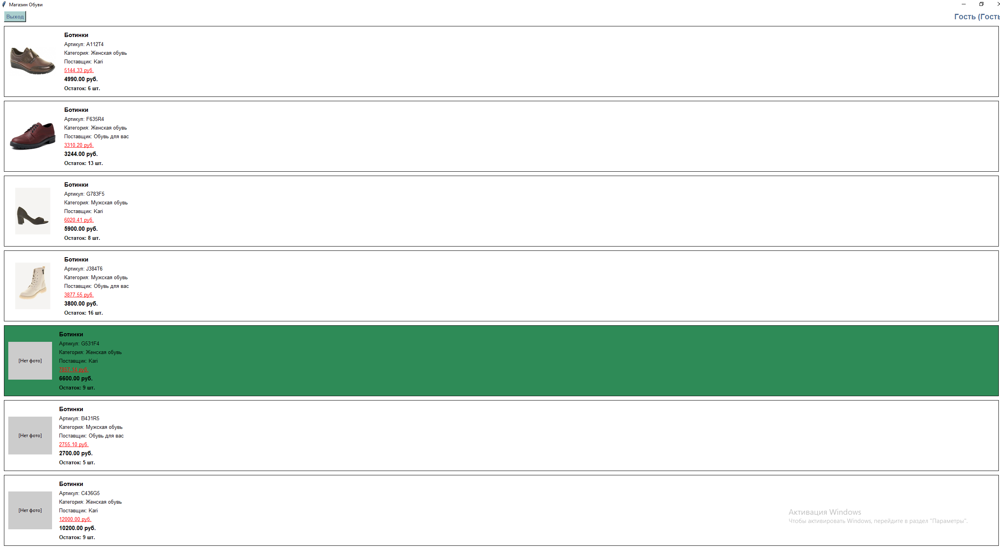 Магазин Обуви
Выход
Гость (Гость
Ботинки
Артикул: A112T4
Категория: Женская обувь
Поставщик: Kari
5144.33 руб.
4990.00 руб.
Остаток: 6 шт.
Ботинки
Артикул: F635R4
Категория: Женская обувь
Поставщик: Обувь для вас
3310.20 руб.
3244.00 руб.
Остаток: 13 шт.
Ботинки
Артикул: G783F5
Категория: Мужская обувь
Поставщик: Kari
6020.41 руб.
5900.00 руб.
Остаток: 8 шт.
Ботинки
Артикул: J384T6
Категория: Мужская обувь
Поставщик: Обувь для вас
3877.55 руб.
3800.00 руб.
Остаток: 16 шт.
[Нет фото]
Ботинки
Артикул: G531F4
Категория: Женская обувь
Поставщик: Kari
7857.14 руб.
6600.00 руб.
Остаток: 9 шт.
[Нет фото]
Ботинки
Артикул: B431R5
Категория: Мужская обувь
Поставщик: Обувь для вас
2755.10 руб.
2700.00 руб.
Остаток: 5 шт.
[Нет фото]
Ботинки
Артикул: C436G5
Категория: Женская обувь
Поставщик: Kari
12000.00 руб.
10200.00 руб.
Остаток: 9 шт.
Активация Windows
Чтобы активировать Windows, перейдите в раздел "Параметры".